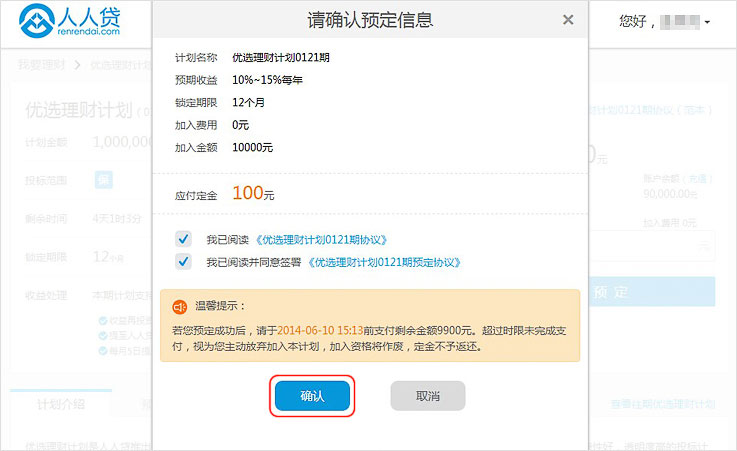 人人贷
renrendai.com
请确认预定信息
×
您好，
我要理财 > 优选理财计划
计划名称 优选理财计划0121期
预期收益 10%~15%每年
锁定期限 12个月
加入费用 0元
加入金额 10000元
应付定金 100元
我已阅读《优选理财计划0121期协议》
我已阅读并同意签署《优选理财计划0121期预定协议》
温馨提示：
若您预定成功后，请于2014-06-10 15:13前支付剩余金额9900元。超过时限未完成支
付，视为您主动放弃加入本计划，加入资格将作废，定金不予返还。
确认 取消
优选理财计划
计划金额 1,000,000
投标范围
剩余时间 4天1时3分
锁定期限 12个月
收益处理 本期计划支持
计划介绍
划0121期协议（范本）
0元
账户余额（充值）
90,000.00元
加入费用 0元
元
预定
查看往期优选理财计划